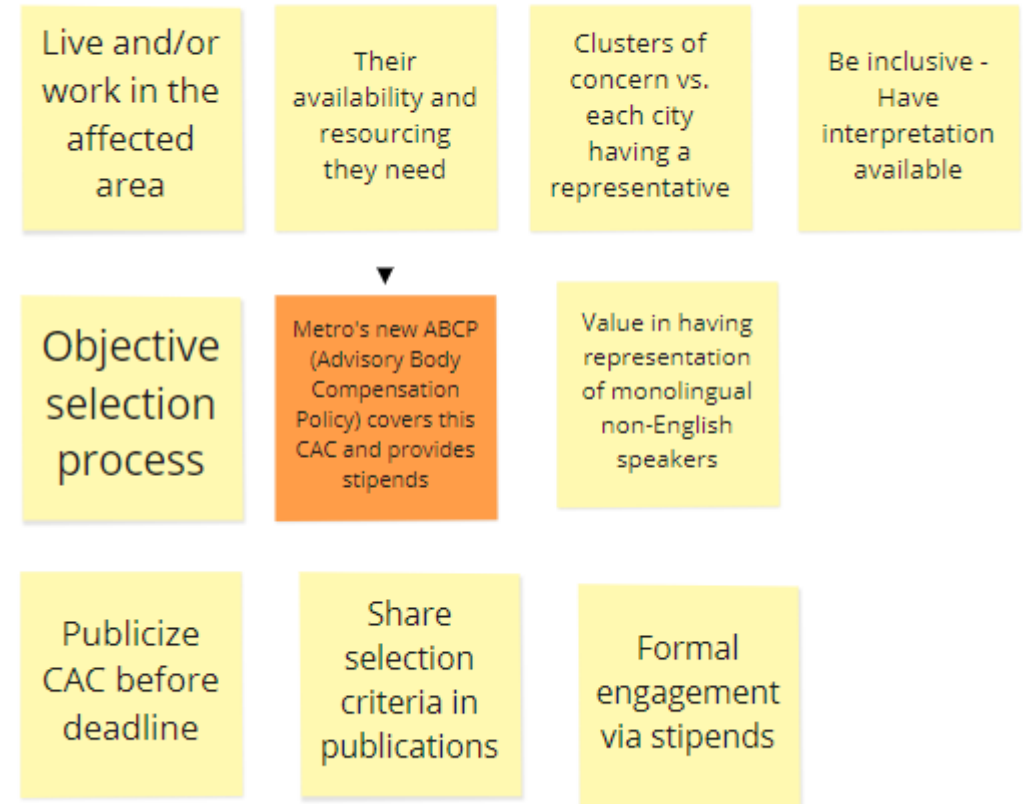 Live and/or
work in the
affected
area
Their
availability and
resourcing
they need
Clusters of
concern vs.
each city
having a
representative
Be inclusive -
Have
interpretation
available
Objective
selection
process
Metro's new ABCP
(Advisory Body
Compensation
Policy) covers this
CAC and provides
stipends
Value in having
representation
of monolingual
non-English
speakers
Publicize
CAC before
deadline
Share
selection
criteria in
publications
Formal
engagement
via stipends